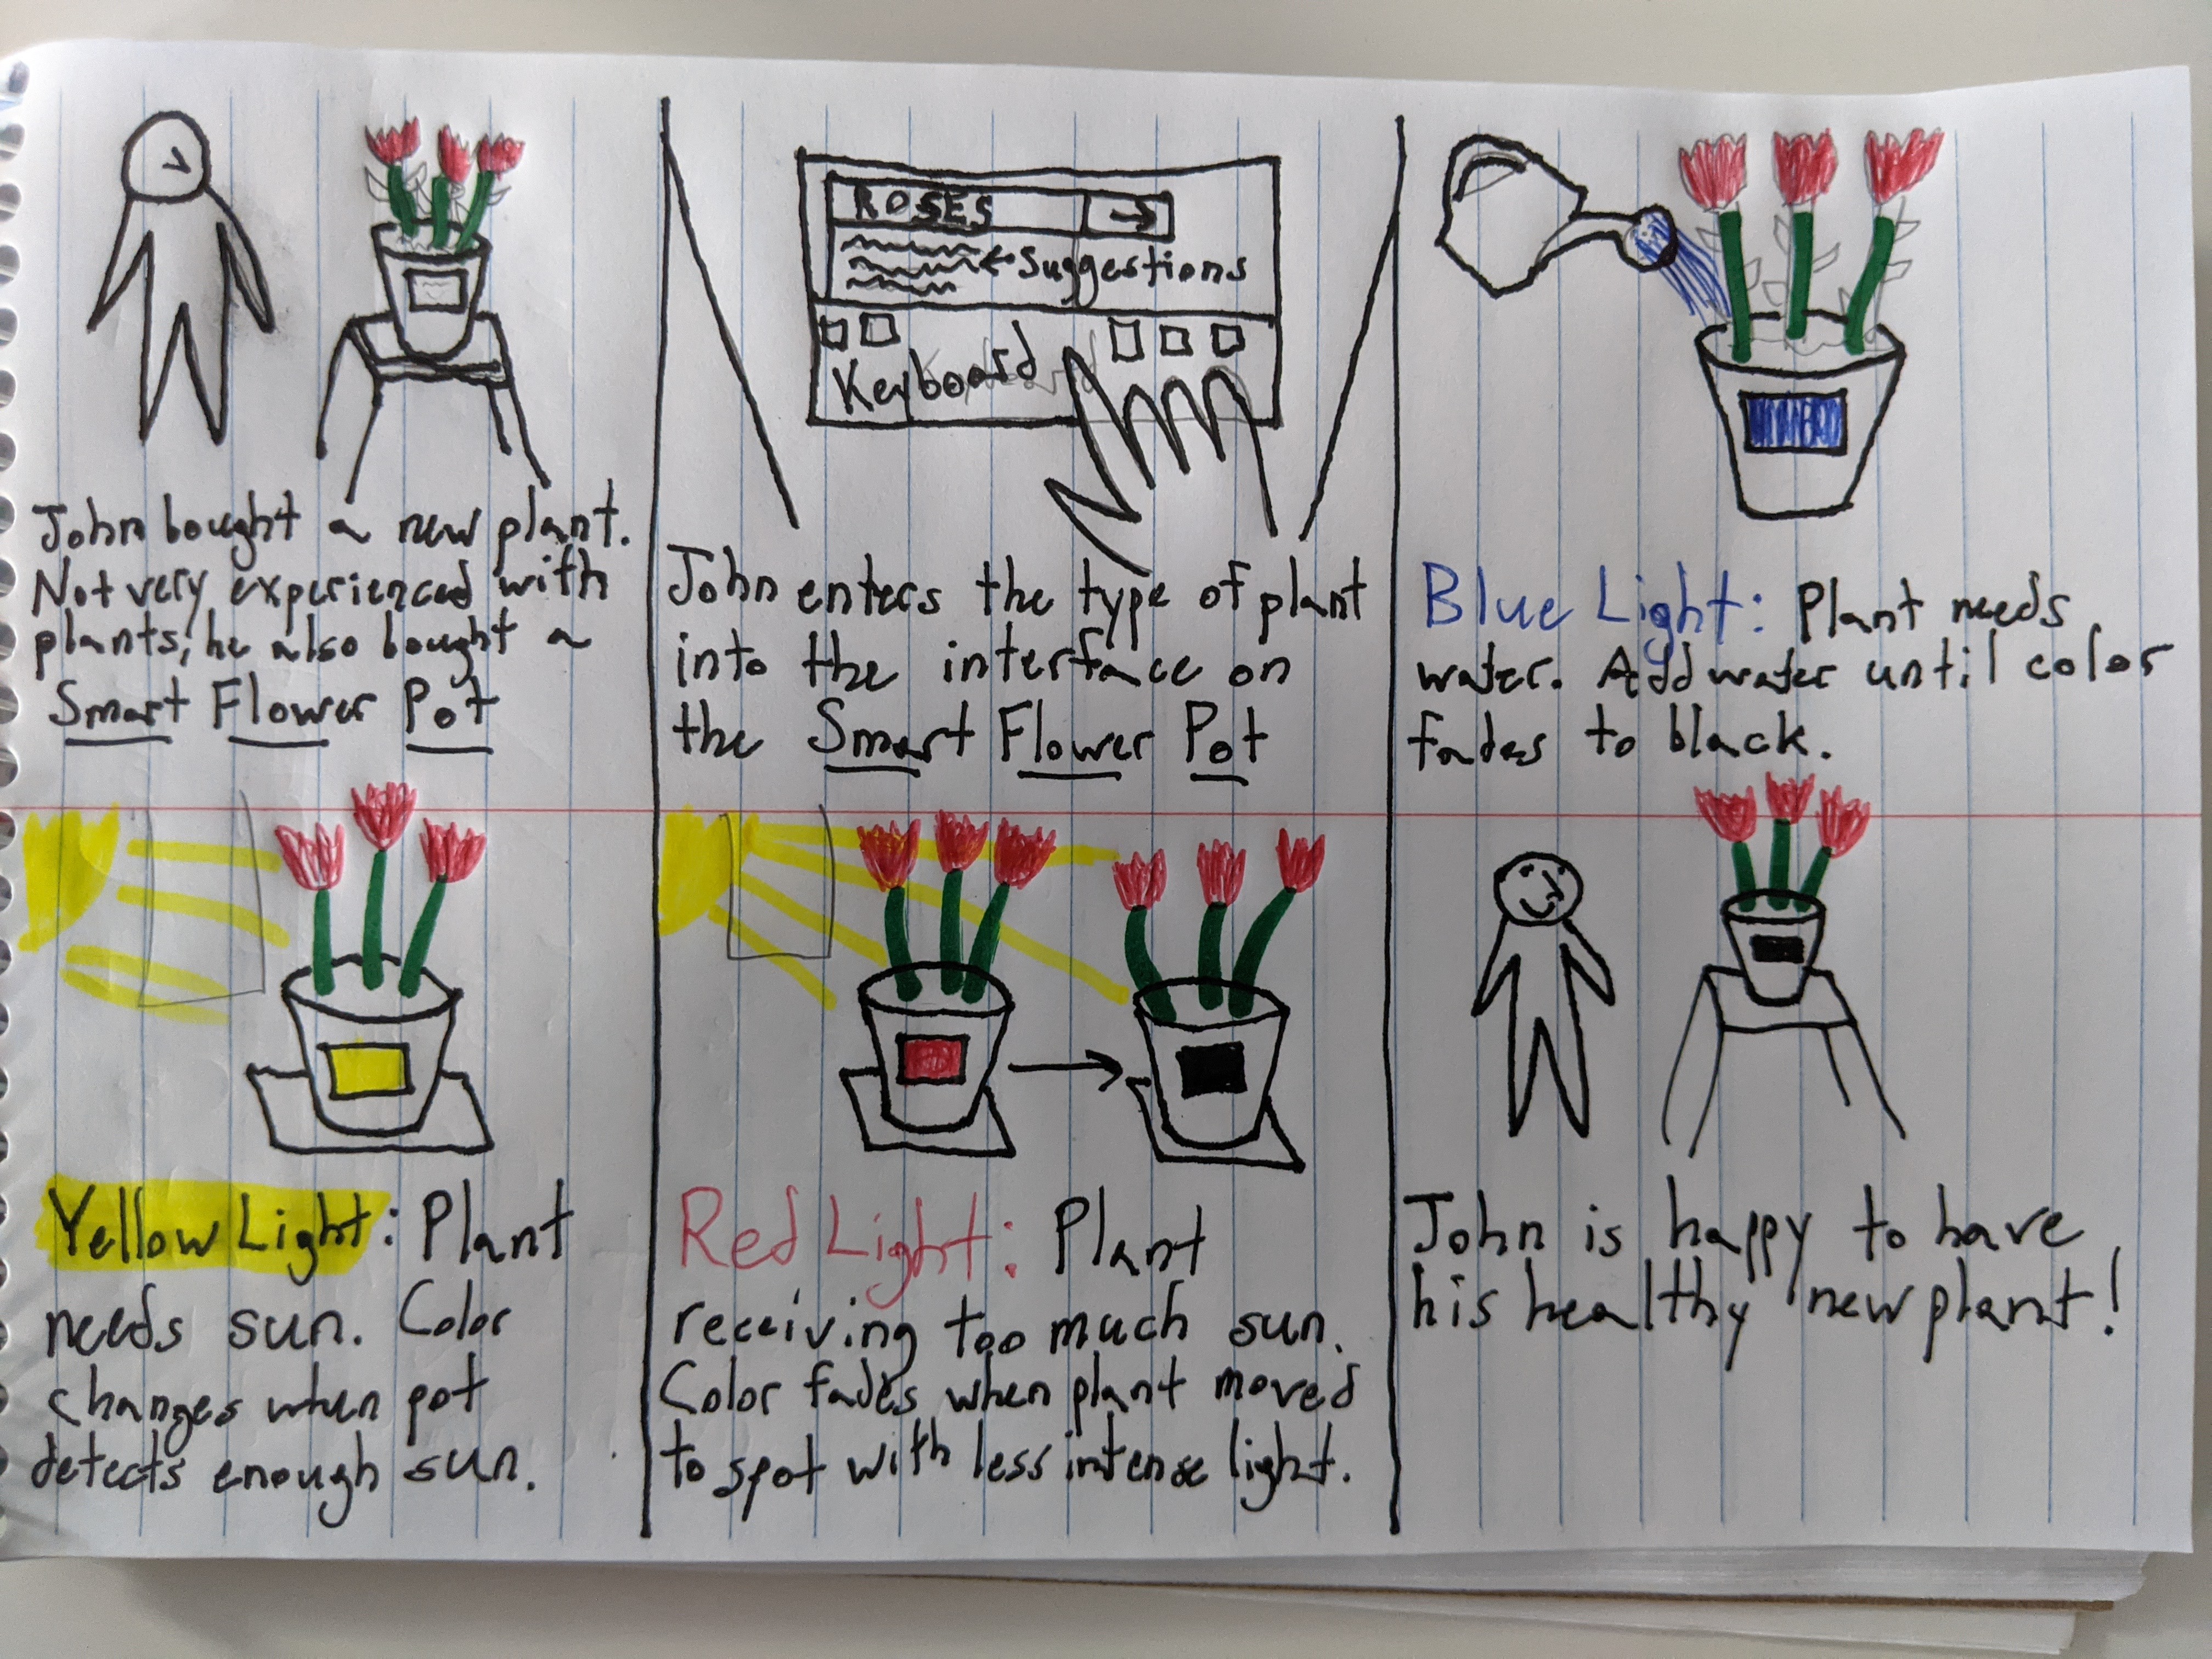 John bought a new plant.
Not very experienced with
plants, he also bought a
Smart Flower Pot
ROSES
Suggestions
Keyboard
John enters the type of plant
into the interface on
the Smart Flower Pot
Blue Light: Plant needs
water. Add water until color
fades to black.
Yellow Light: Plant
needs sun. Color
changes when pot
detects enough sun.
Red Light: Plant
receiving too much sun.
Color fades when plant moved
to spot with less intense light.
John is happy to have
his healthy new plant!